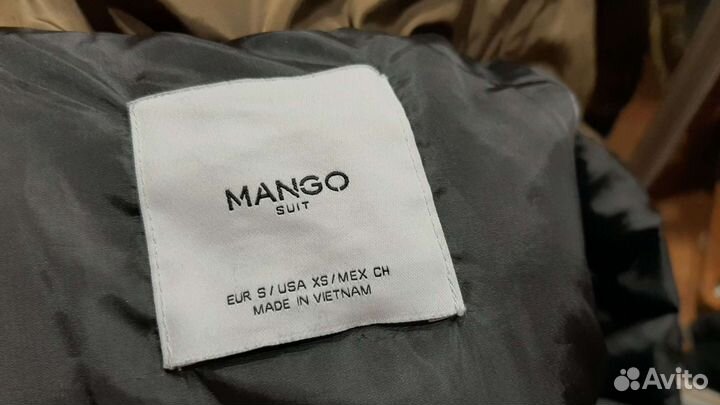 MANGO
SUIT
EUR S / USA XS / MEX CH
MADE IN VIETNAM
Avito